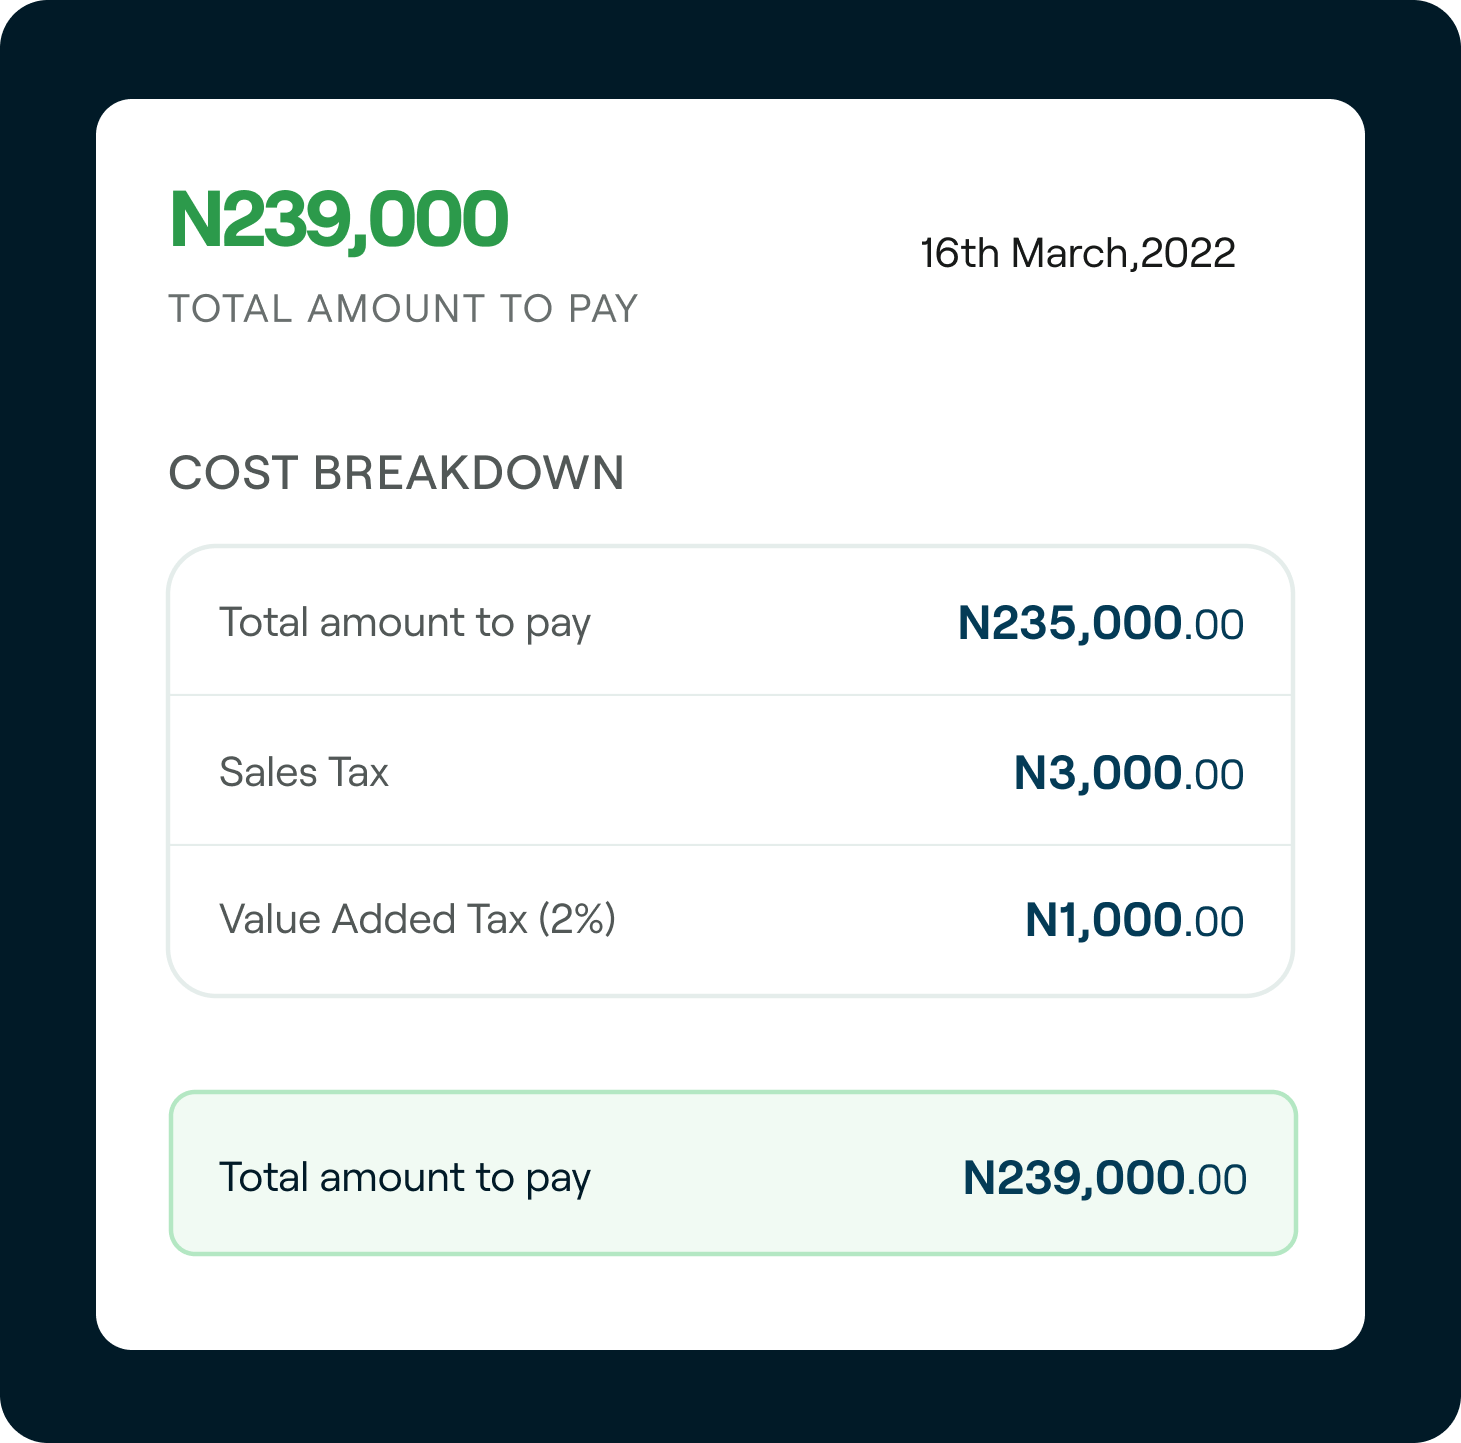 N239,000
16th March,2022
TOTAL AMOUNT TO PAY
COST BREAKDOWN
Total amount to pay N235,000.00
Sales Tax N3,000.00
Value Added Tax (2%) N1,000.00
Total amount to pay N239,000.00